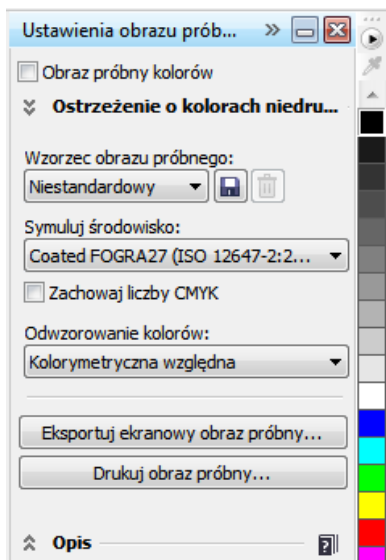 Ustawienia obrazu prób...
Obraz próbny kolorów
Ostrzeżenie o kolorach niedru...
Wzorzec obrazu próbnego:
Niestandardowy
Symuluj środowisko:
Coated FOGRA27 (ISO 12647-2:2...
Zachowaj liczby CMYK
Odwzorowanie kolorów:
Kolorymetryczna względna
Eksportuj ekranowy obraz próbny...
Drukuj obraz próbny...
Opis